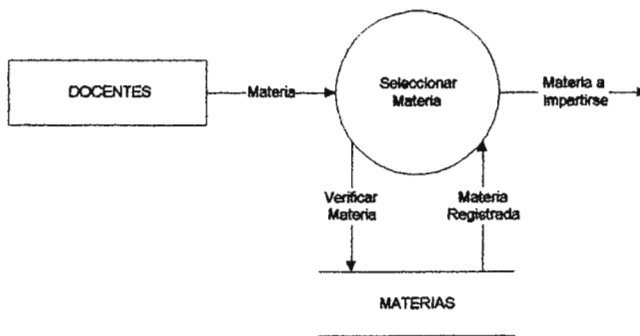 DOCENTES
Materia
Seleccionar
Materia
Materia a
Impartirse
Verificar
Materia
Materia
Registrada
MATERIAS